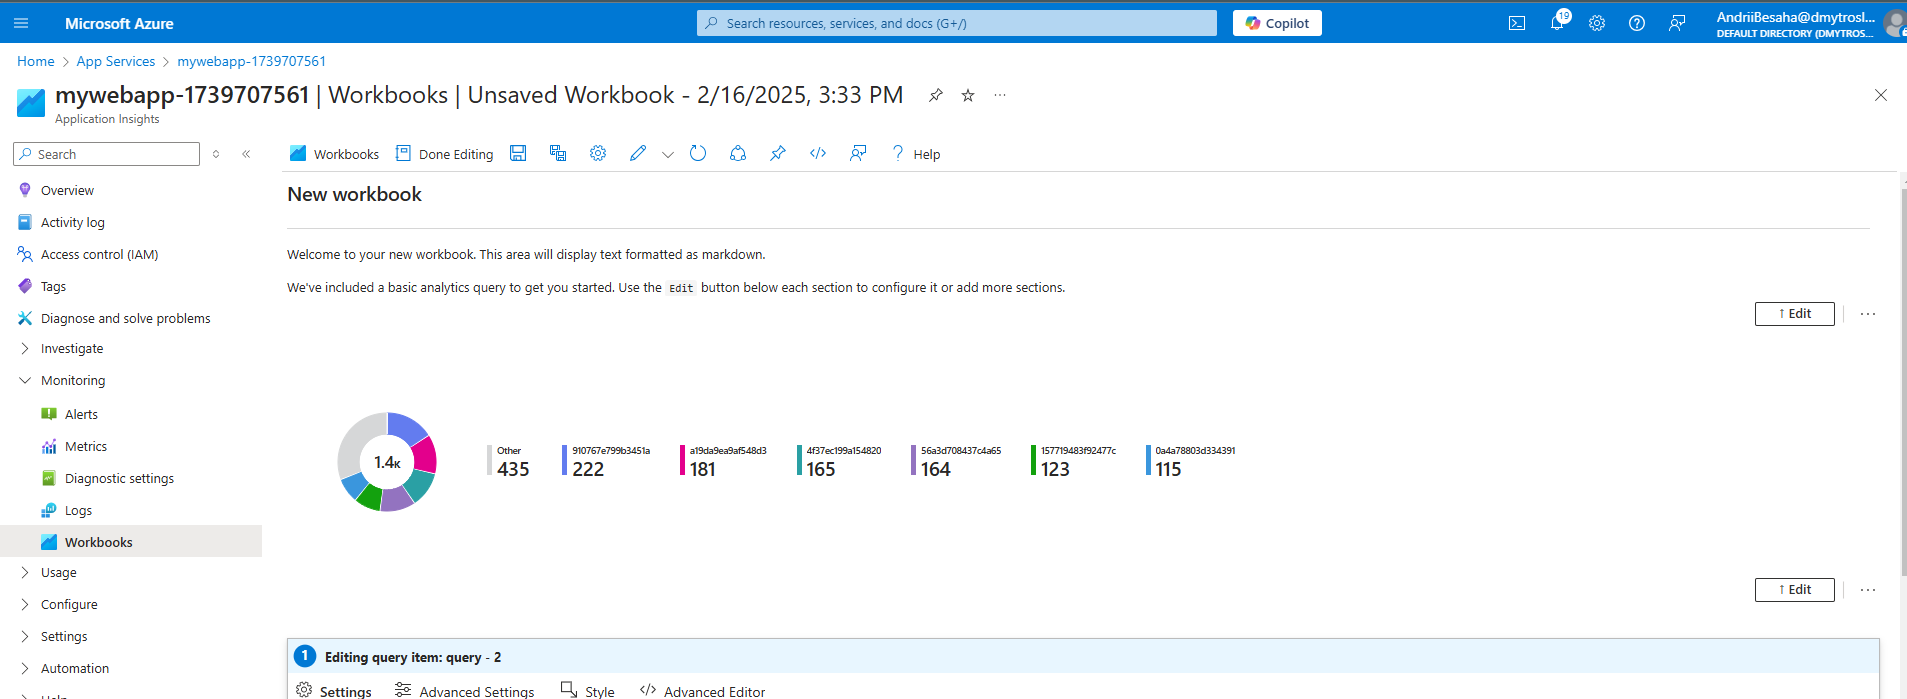 Microsoft Azure
Search resources, services, and docs (G+/)
Copilot
19
AndriiBesaha@dmytrosl...
DEFAULT DIRECTORY (DMYTROS...
Home > App Services > mywebapp-1739707561
mywebapp-1739707561 | Workbooks | Unsaved Workbook - 2/16/2025, 3:33 PM
Application Insights
Search
Workbooks
Done Editing
Help
Overview
Activity log
Access control (IAM)
Tags
Diagnose and solve problems
Investigate
Monitoring
Alerts
Metrics
Diagnostic settings
Logs
Workbooks
Usage
Configure
Settings
Automation
Help
New workbook
Welcome to your new workbook. This area will display text formatted as markdown.
We've included a basic analytics query to get you started. Use the Edit button below each section to configure it or add more sections.
↑ Edit
1.4K
Other
435
910767e799b3451a
222
a19da9ea9af548d3
181
4f37ec199a154820
165
56a3d708437c4a65
164
157719483f92477c
123
0a4a78803d334391
115
↑ Edit
1 Editing query item: query - 2
Settings
Advanced Settings
Style
Advanced Editor